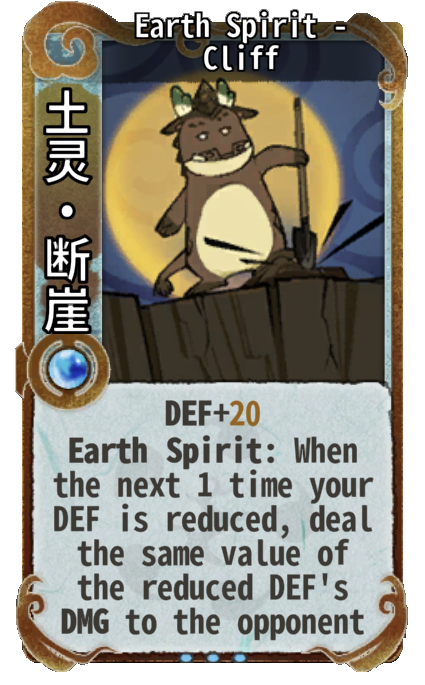 Earth Spirit -
Cliff
土灵·断崖
DEF+20
Earth Spirit: When
the next 1 time your
DEF is reduced, deal
the same value of
the reduced DEF's
DMG to the opponent